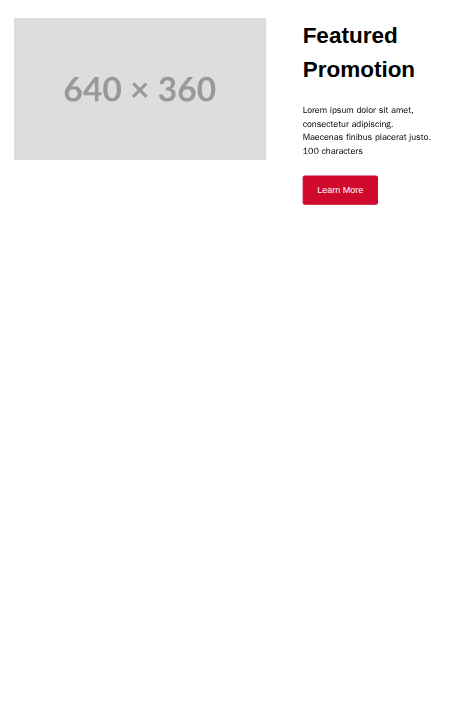 640 × 360
Featured
Promotion
Lorem ipsum dolor sit amet,
consectetur adipiscing.
Maecenas finibus placerat justo.
100 characters
Learn More